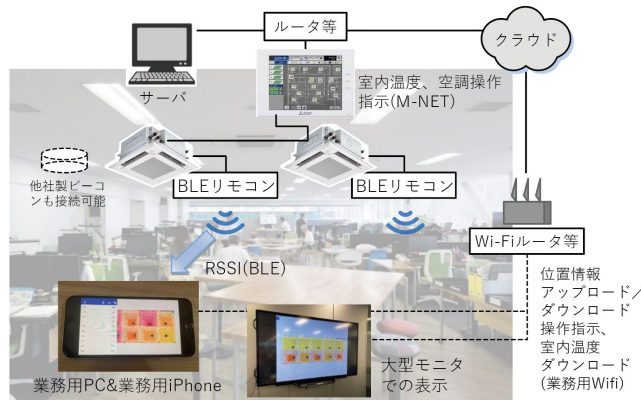 ルータ等
クラウド
サーバ
室内温度、空調操作
指示(M-NET)
他社製ビーコ
ンも接続可能
BLEリモコン
BLEリモコン
Wi-Fiルータ等
RSSI(BLE)
位置情報
アップロード／
ダウンロード
操作指示、
室内温度
ダウンロード
(業務用Wifi)
大型モニタ
での表示
業務用PC&業務用iPhone